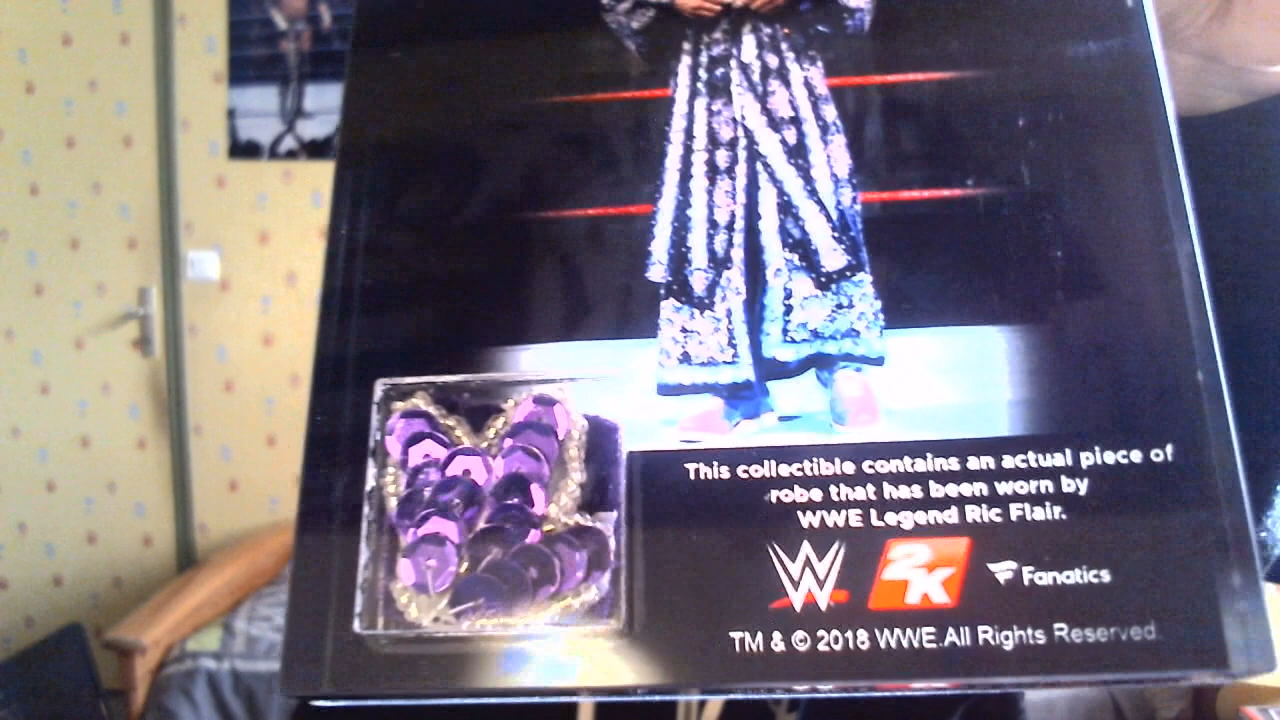 This collectible contains an actual piece of
robe that has been worn by
WWE Legend Ric Flair.
W 2K Fanatics
TM & © 2018 WWE.All Rights Reserved.